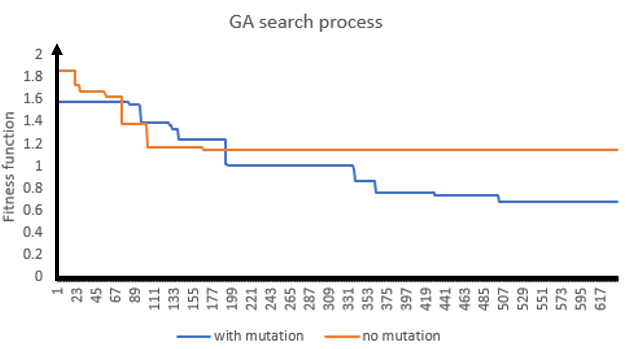 GA search process
Fitness function
2
1.8
1.6
1.4
1.2
1
0.8
0.6
0.4
0.2
0
1 23 45 67 89 111 133 155 177 199 221 243 265 287 309 331 353 375 397 419 441 463 485 507 529 551 573 595 617
with mutation no mutation